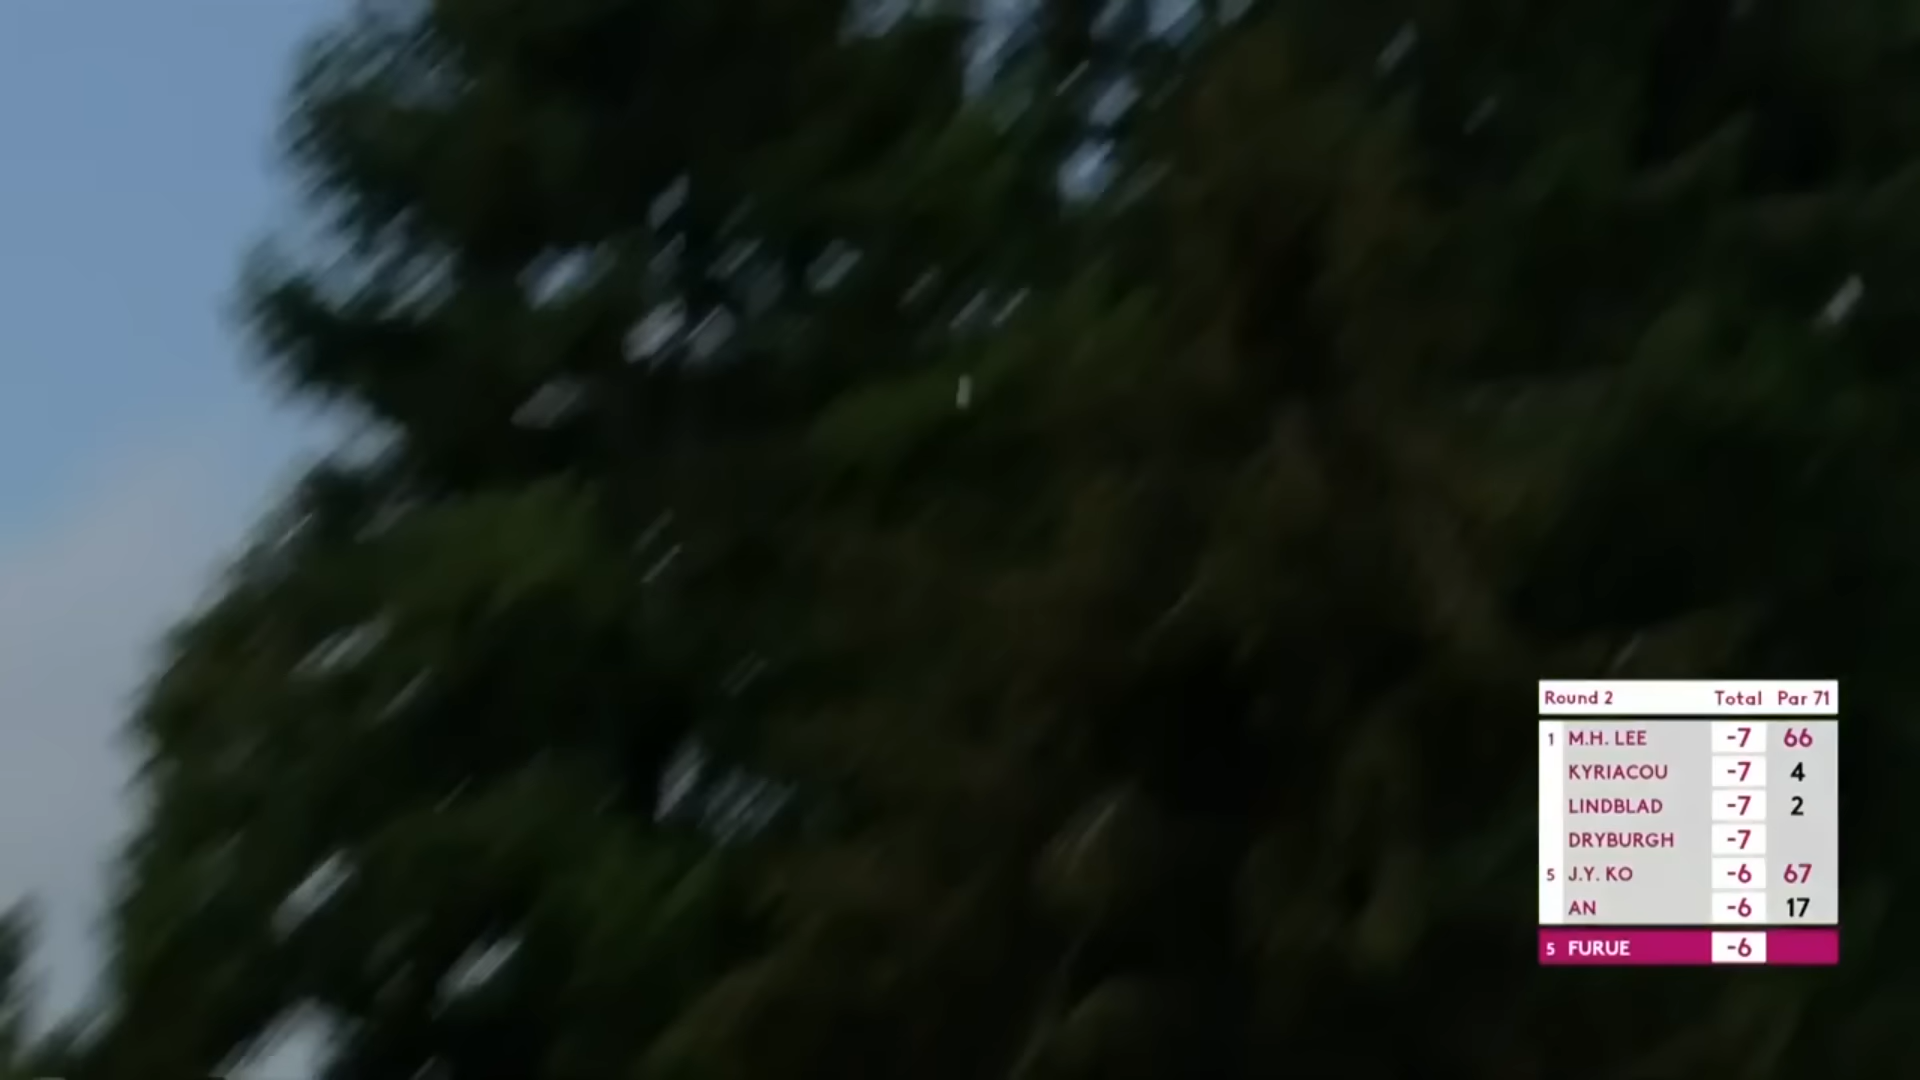 Round 2 Total Par 71
1 M.H. LEE -7 66
KYRIACOU -7 4
LINDBLAD -7 2
DRYBURGH -7
5 J.Y. KO -6 67
AN -6 17
5 FURUE -6